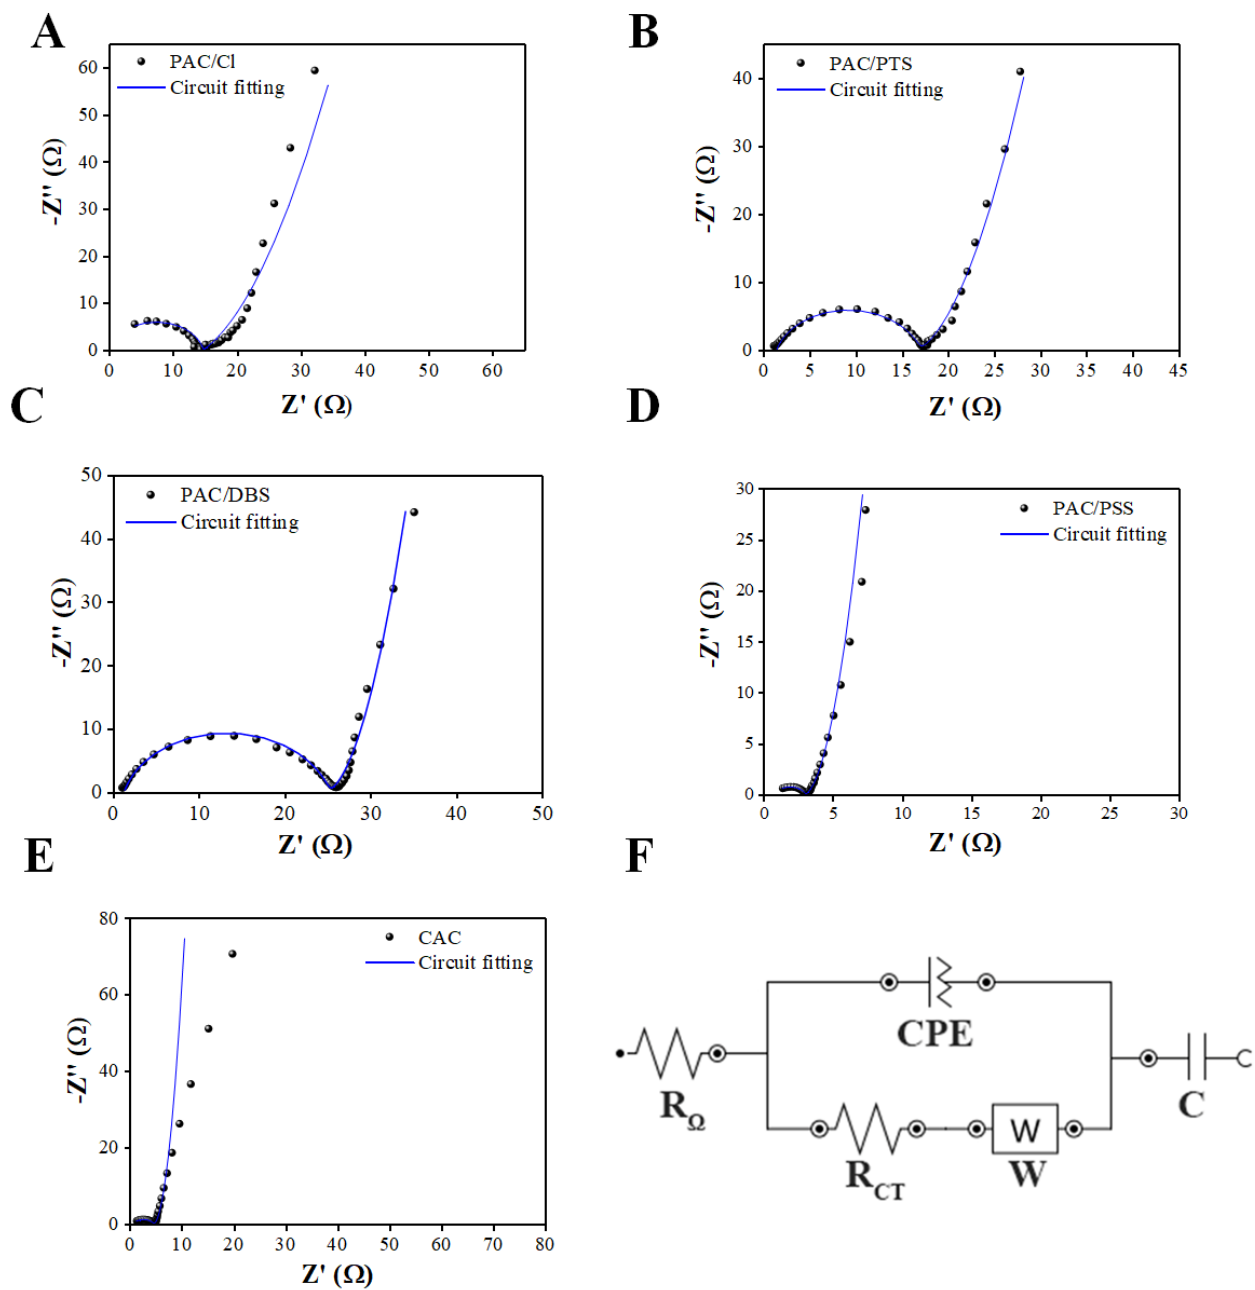 A
PAC/Cl
Circuit fitting
60
50
40
30
20
10
0
0 10 20 30 40 50 60
-Z'' (Ω)
Z' (Ω)
B
PAC/PTS
Circuit fitting
40
30
20
10
0
0 5 10 15 20 25 30 35 40 45
-Z'' (Ω)
Z' (Ω)
C
PAC/DBS
Circuit fitting
50
40
30
20
10
0
0 10 20 30 40 50
-Z'' (Ω)
Z' (Ω)
D
PAC/PSS
Circuit fitting
30
25
20
15
10
5
0
0 5 10 15 20 25 30
-Z'' (Ω)
Z' (Ω)
E
CAC
Circuit fitting
80
60
40
20
0
0 10 20 30 40 50 60 70 80
-Z'' (Ω)
Z' (Ω)
F
CPE
RΩ
C
W
RCT
W